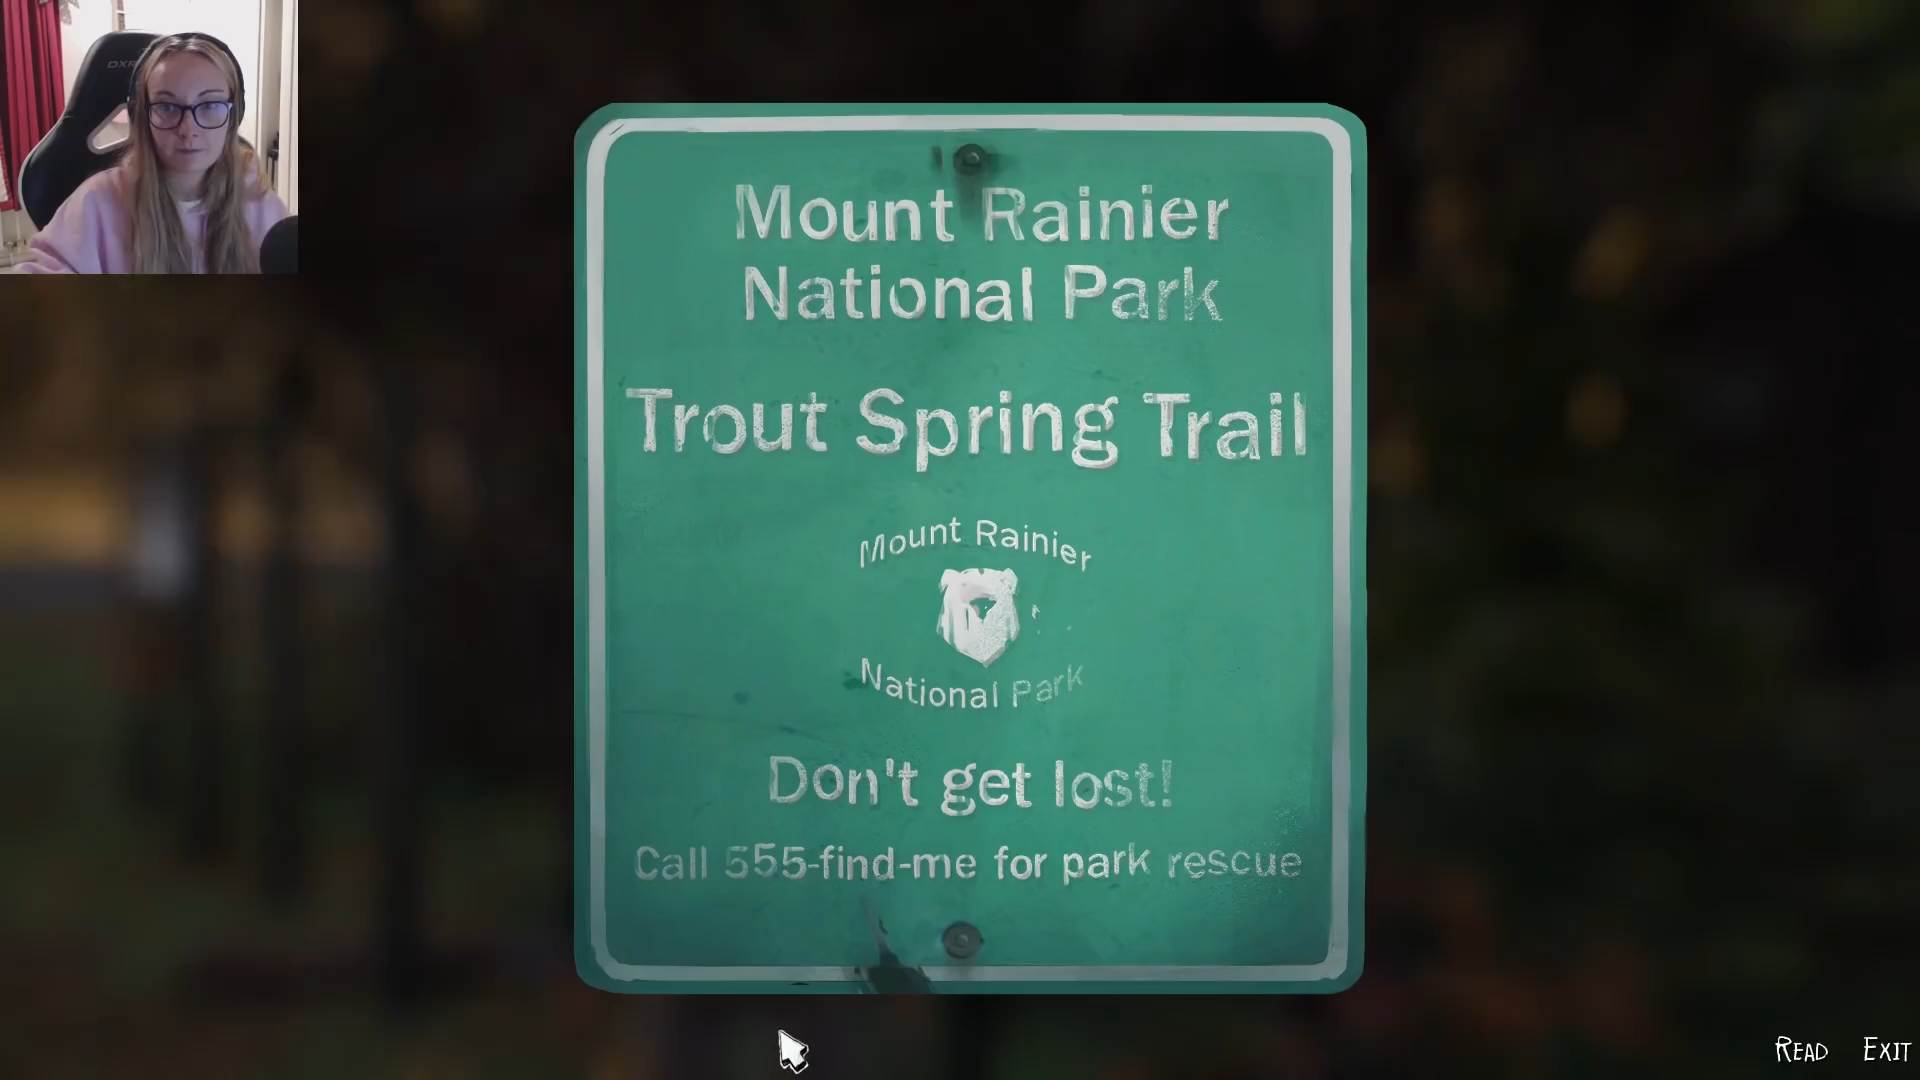 DXR
Mount Rainier
National Park
Trout Spring Trail
Mount Rainier
National Park
Don't get lost!
Call 555-find-me for park rescue
READ EXIT